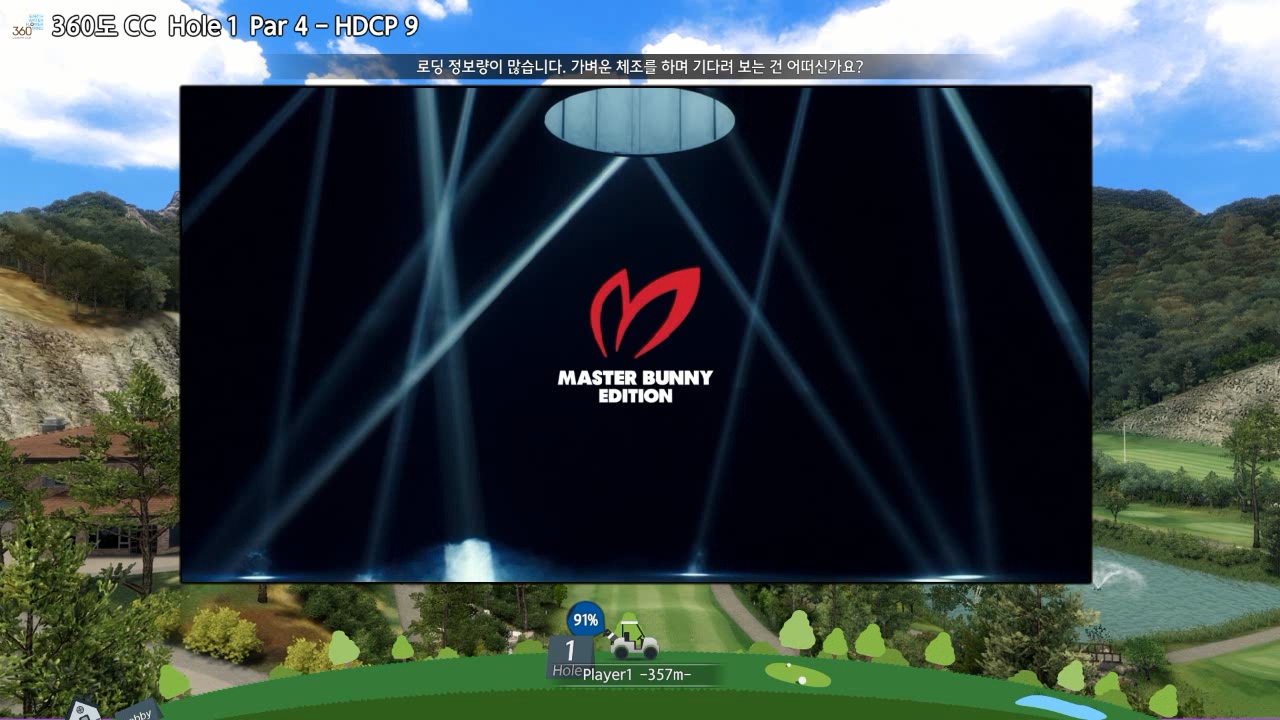 360도 CC Hole 1 Par 4 - HDCP 9
360
로딩 정보량이 많습니다. 가벼운 체조를 하며 기다려 보는 건 어떠신가요?
MASTER BUNNY
EDITION
91%
1
Hole
Player1 -357m-